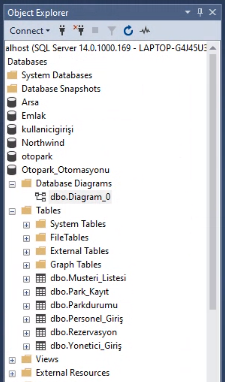 Object Explorer
Connect
alhost (SQL Server 14.0.1000.169 - LAPTOP-G4J45U3
Databases
System Databases
Database Snapshots
Arsa
Emlak
kullanicigirişi
Northwind
otopark
Otopark_Otomasyonu
Database Diagrams
dbo.Diagram_0
Tables
System Tables
FileTables
External Tables
Graph Tables
dbo.Musteri_Listesi
dbo.Park_Kayıt
dbo.Parkdurumu
dbo.Personel_Giriş
dbo.Rezervasyon
dbo.Yonetici_Giriş
Views
External Resources